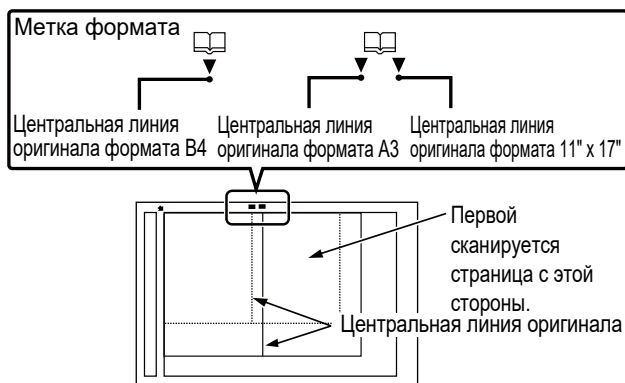 Метка формата
Центральная линия
оригинала формата B4
Центральная линия
оригинала формата A3
Центральная линия
оригинала формата 11" x 17"
Первой
сканируется
страница с этой
стороны.
Центральная линия оригинала